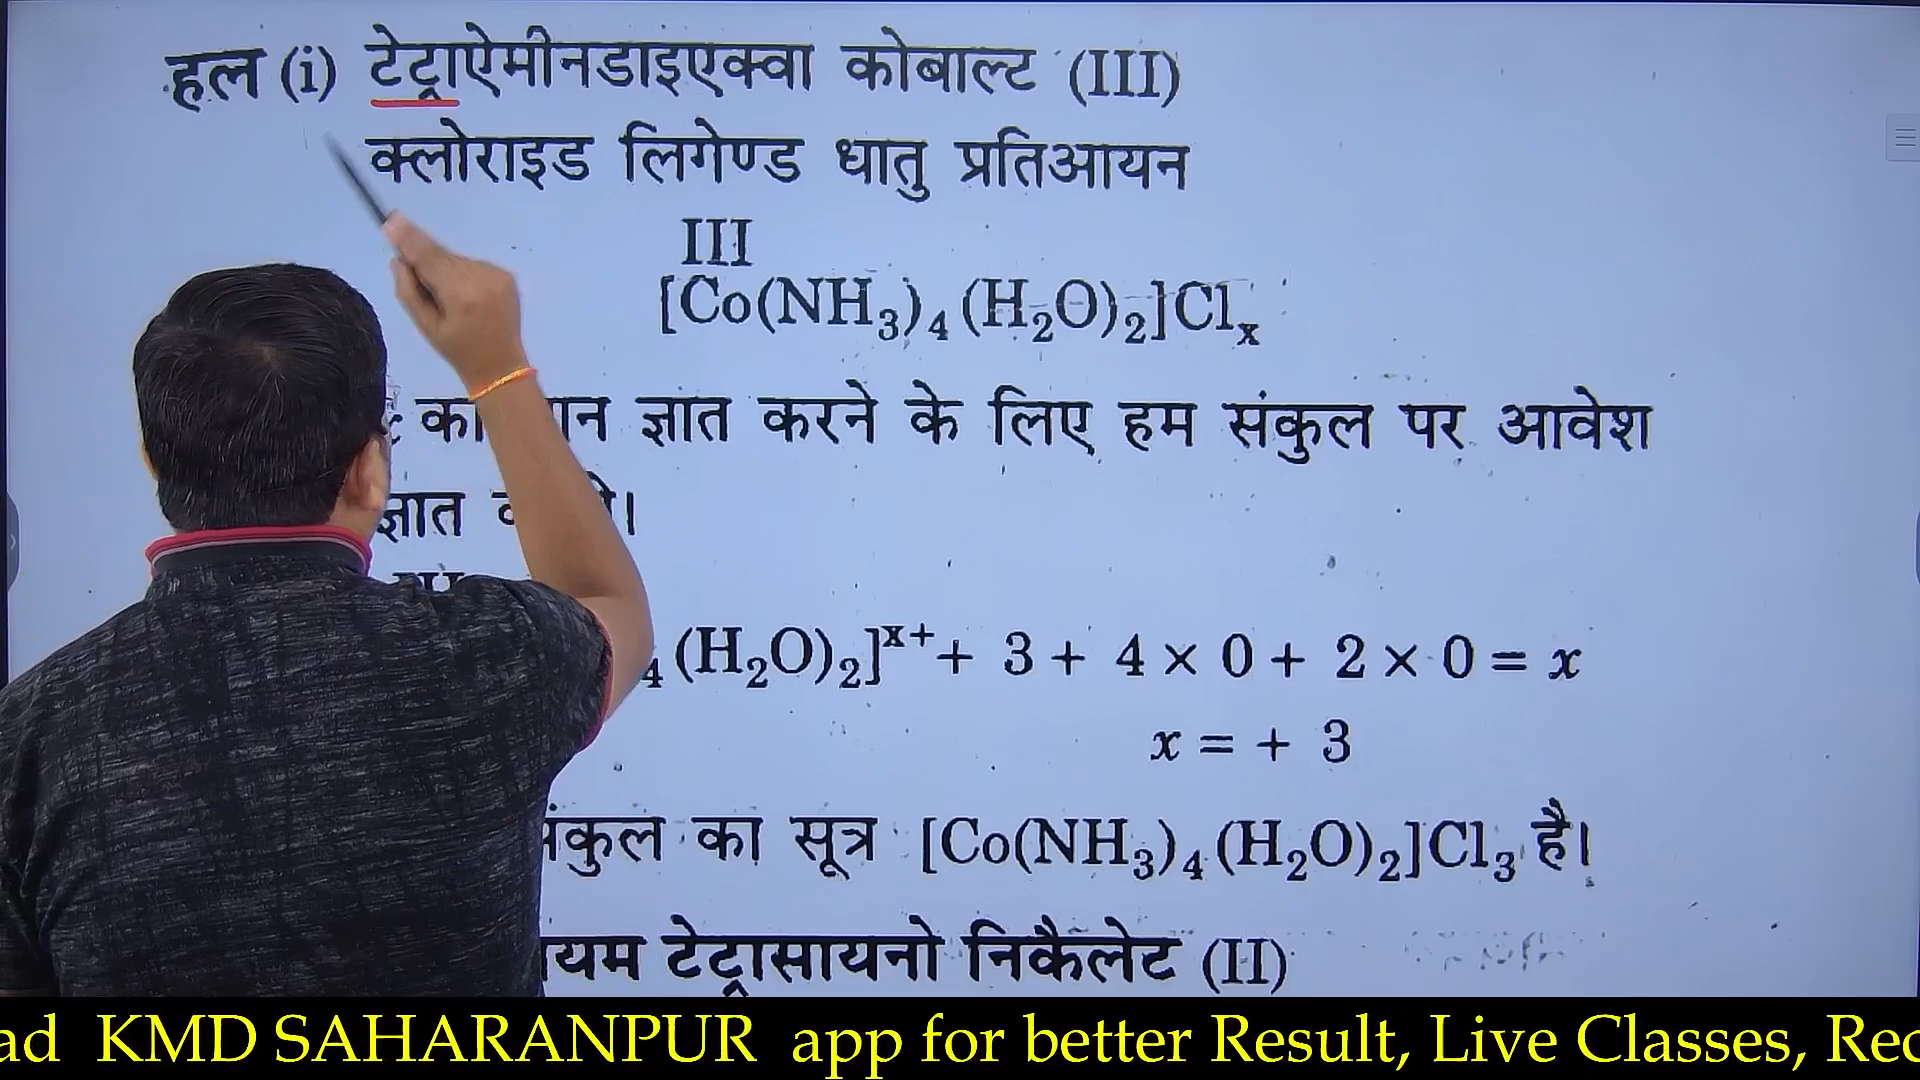 हल (i) टेट्राऐमीनडाइएक्वा कोबाल्ट (III)
क्लोराइड लिगेण्ड धातु प्रतिआयन
III
[Co(NH₃)₄(H₂O)₂]Clₓ
का मान ज्ञात करने के लिए हम संकुल पर आवेश
ज्ञात
III
₄(H₂O)₂]ˣ⁺ + 3 + 4 × 0 + 2 × 0 = x
x = + 3
संकुल का सूत्र [Co(NH₃)₄(H₂O)₂]Cl₃ है।
टेट्रासायनो निकैलेट (II)
KMD SAHARANPUR app for better Result, Live Classes,